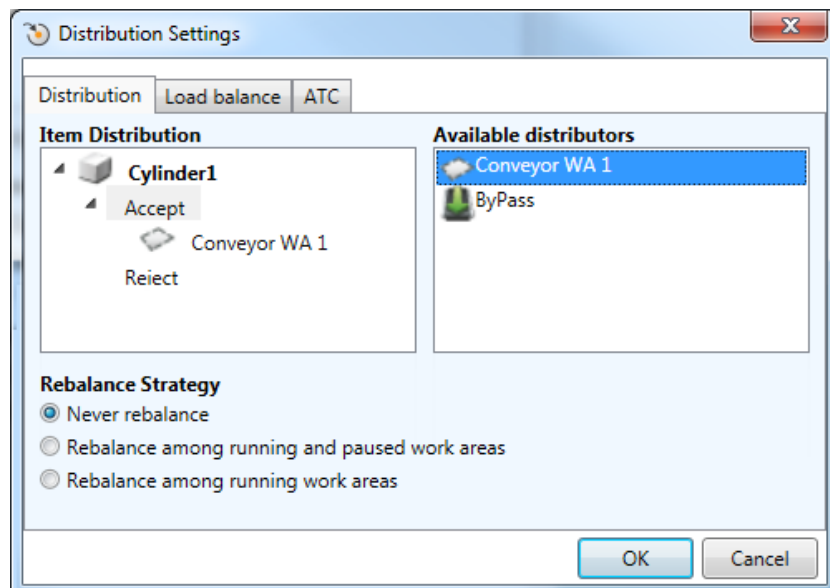 Distribution Settings
Distribution Load balance ATC
Item Distribution
Available distributors
Cylinder1
Accept
Conveyor WA 1
Reject
Conveyor WA 1
ByPass
Rebalance Strategy
Never rebalance
Rebalance among running and paused work areas
Rebalance among running work areas
OK Cancel